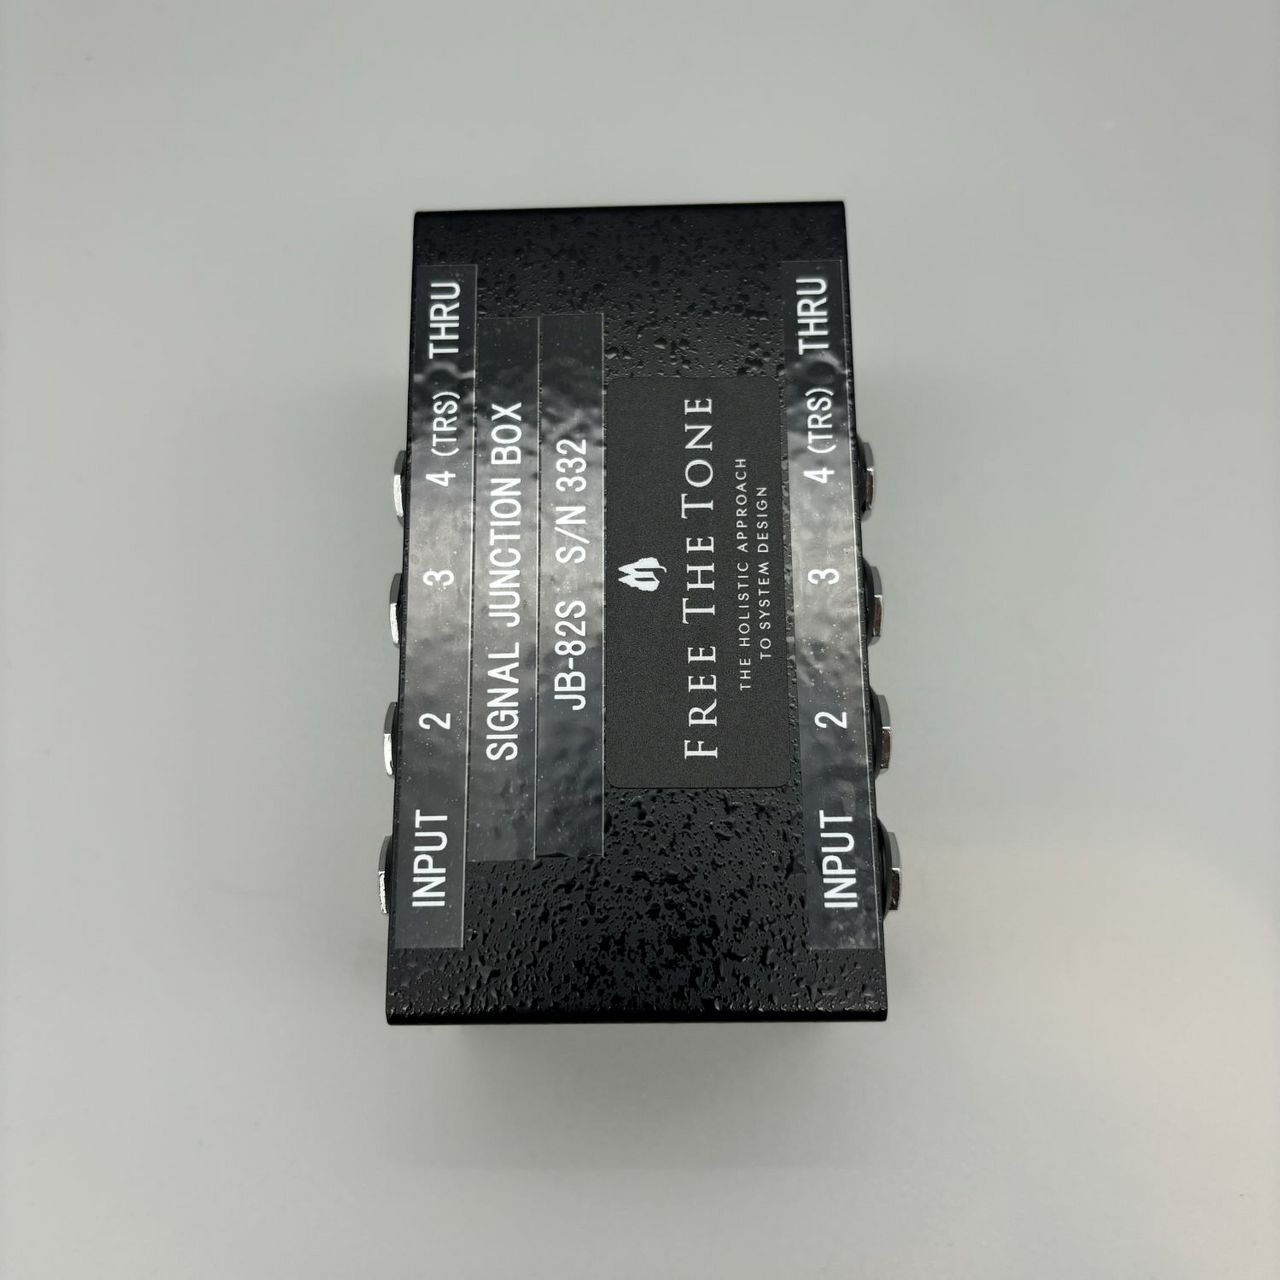 INPUT 2 3 4 (TRS) THRU
SIGNAL JUNCTION BOX
JB-82S S/N 332
FREE THE TONE
THE HOLISTIC APPROACH
TO SYSTEM DESIGN
INPUT 2 3 4 (TRS) THRU